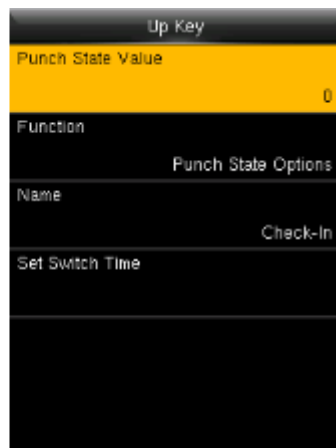 Up Key
Punch State Value
0
Function
Punch State Options
Name
Check-In
Set Switch Time